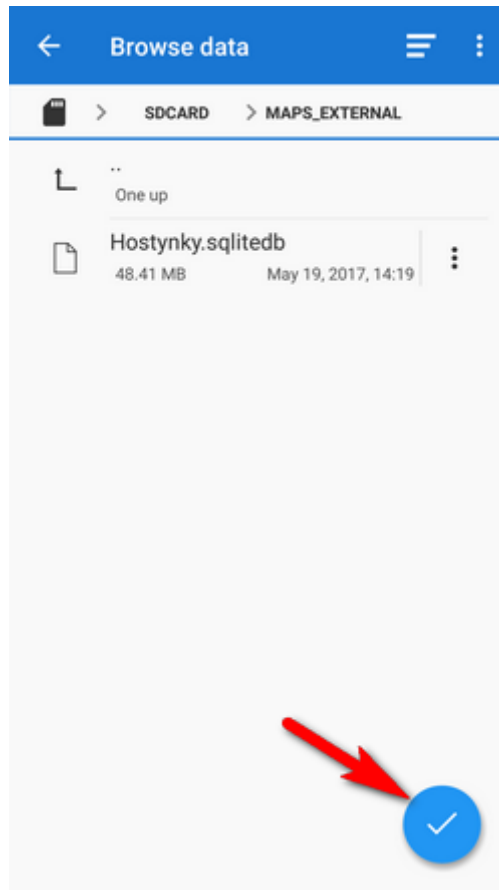 Browse data
SDCARD > MAPS_EXTERNAL
..
One up
Hostynky.sqlitedb
48.41 MB May 19, 2017, 14:19